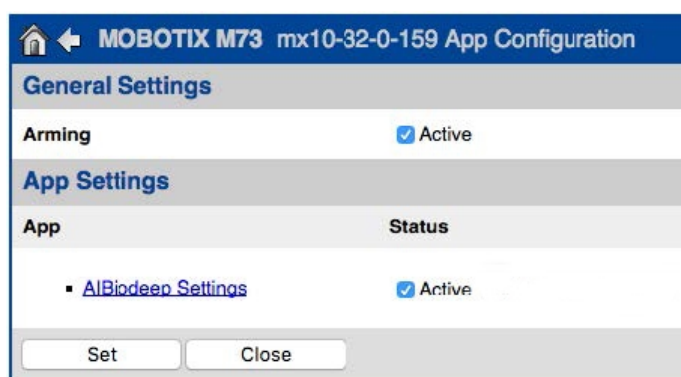 MOBOTIX M73 mx10-32-0-159 App Configuration
General Settings
Arming Active
App Settings
App Status
AIBiodeep Settings Active
Set Close